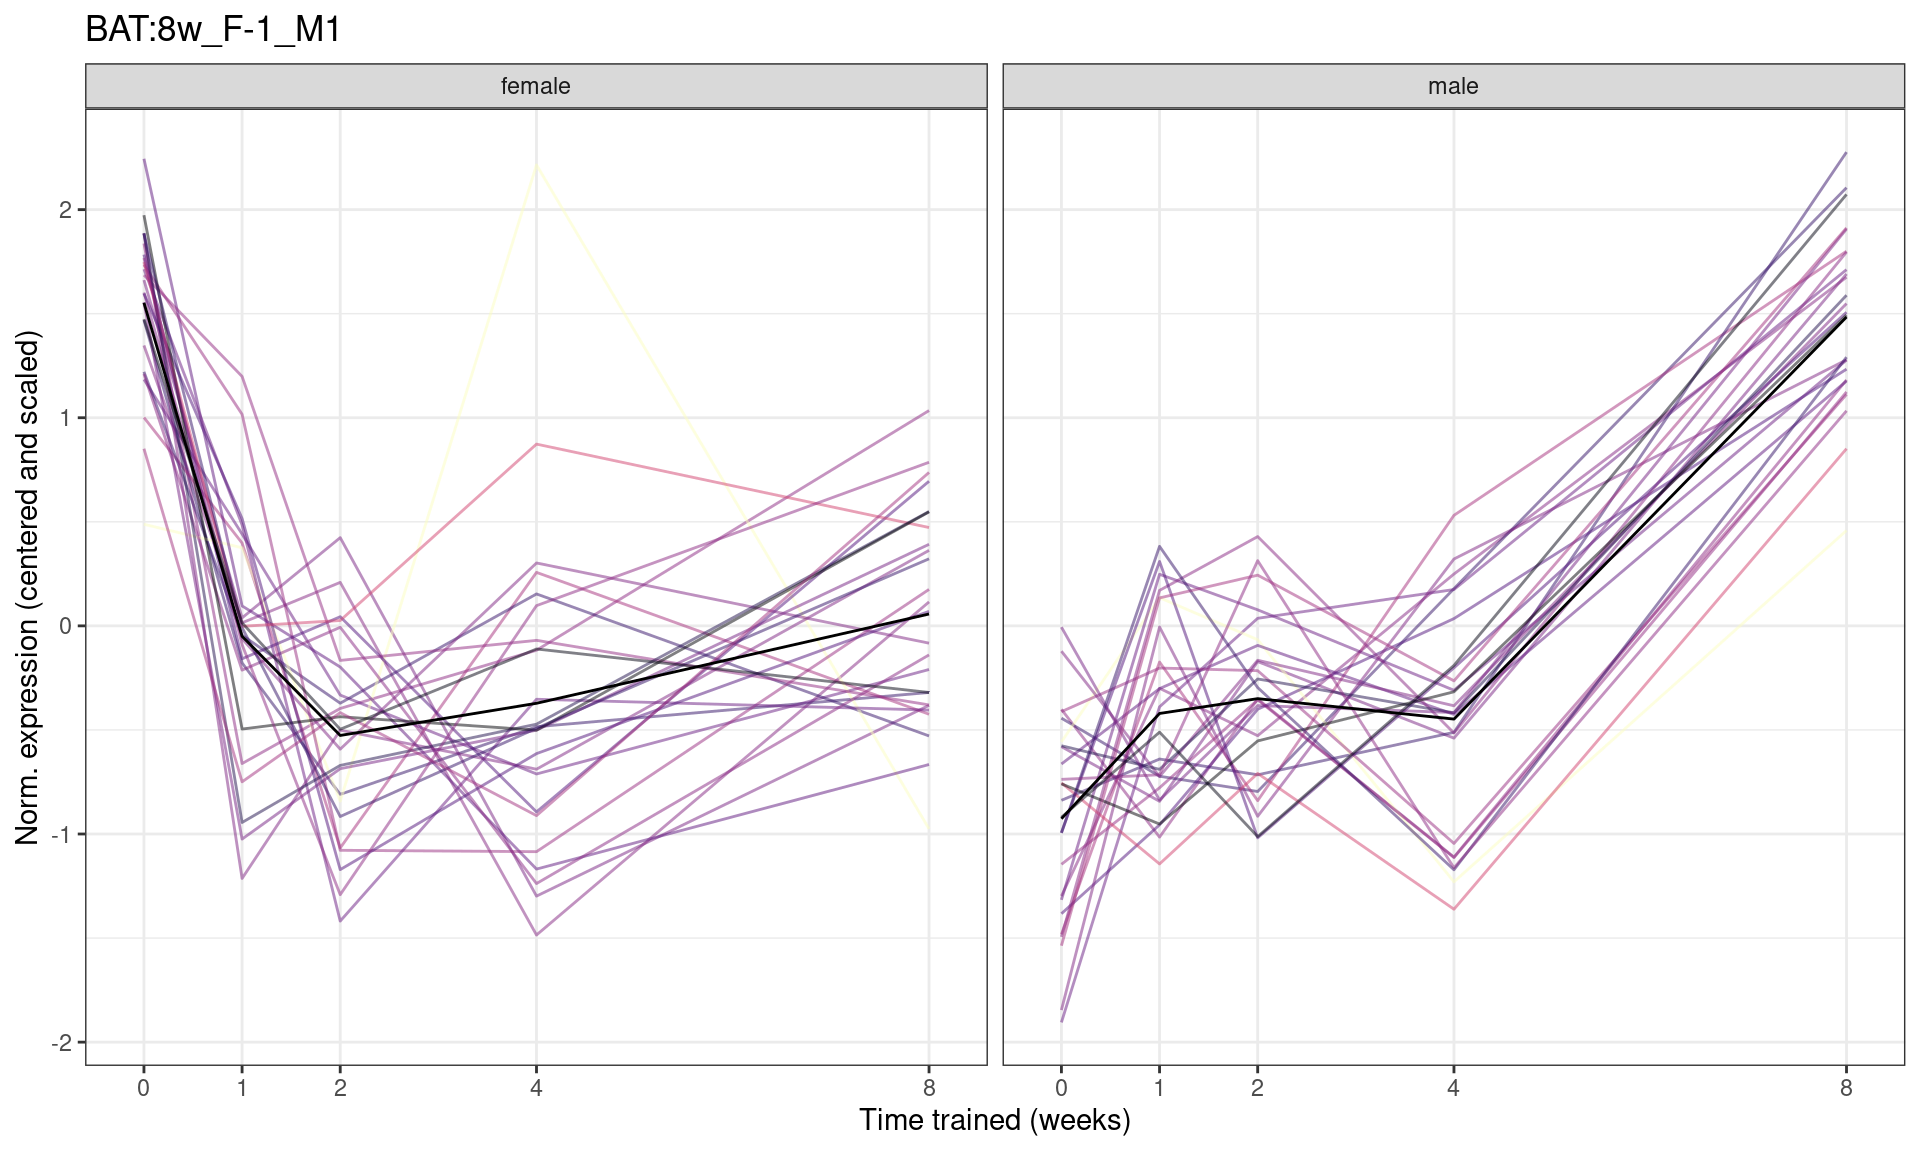 BAT:8w_F-1_M1
female
male
Norm. expression (centered and scaled)
2
1
0
-1
-2
0 1 2 4 8
0 1 2 4 8
Time trained (weeks)